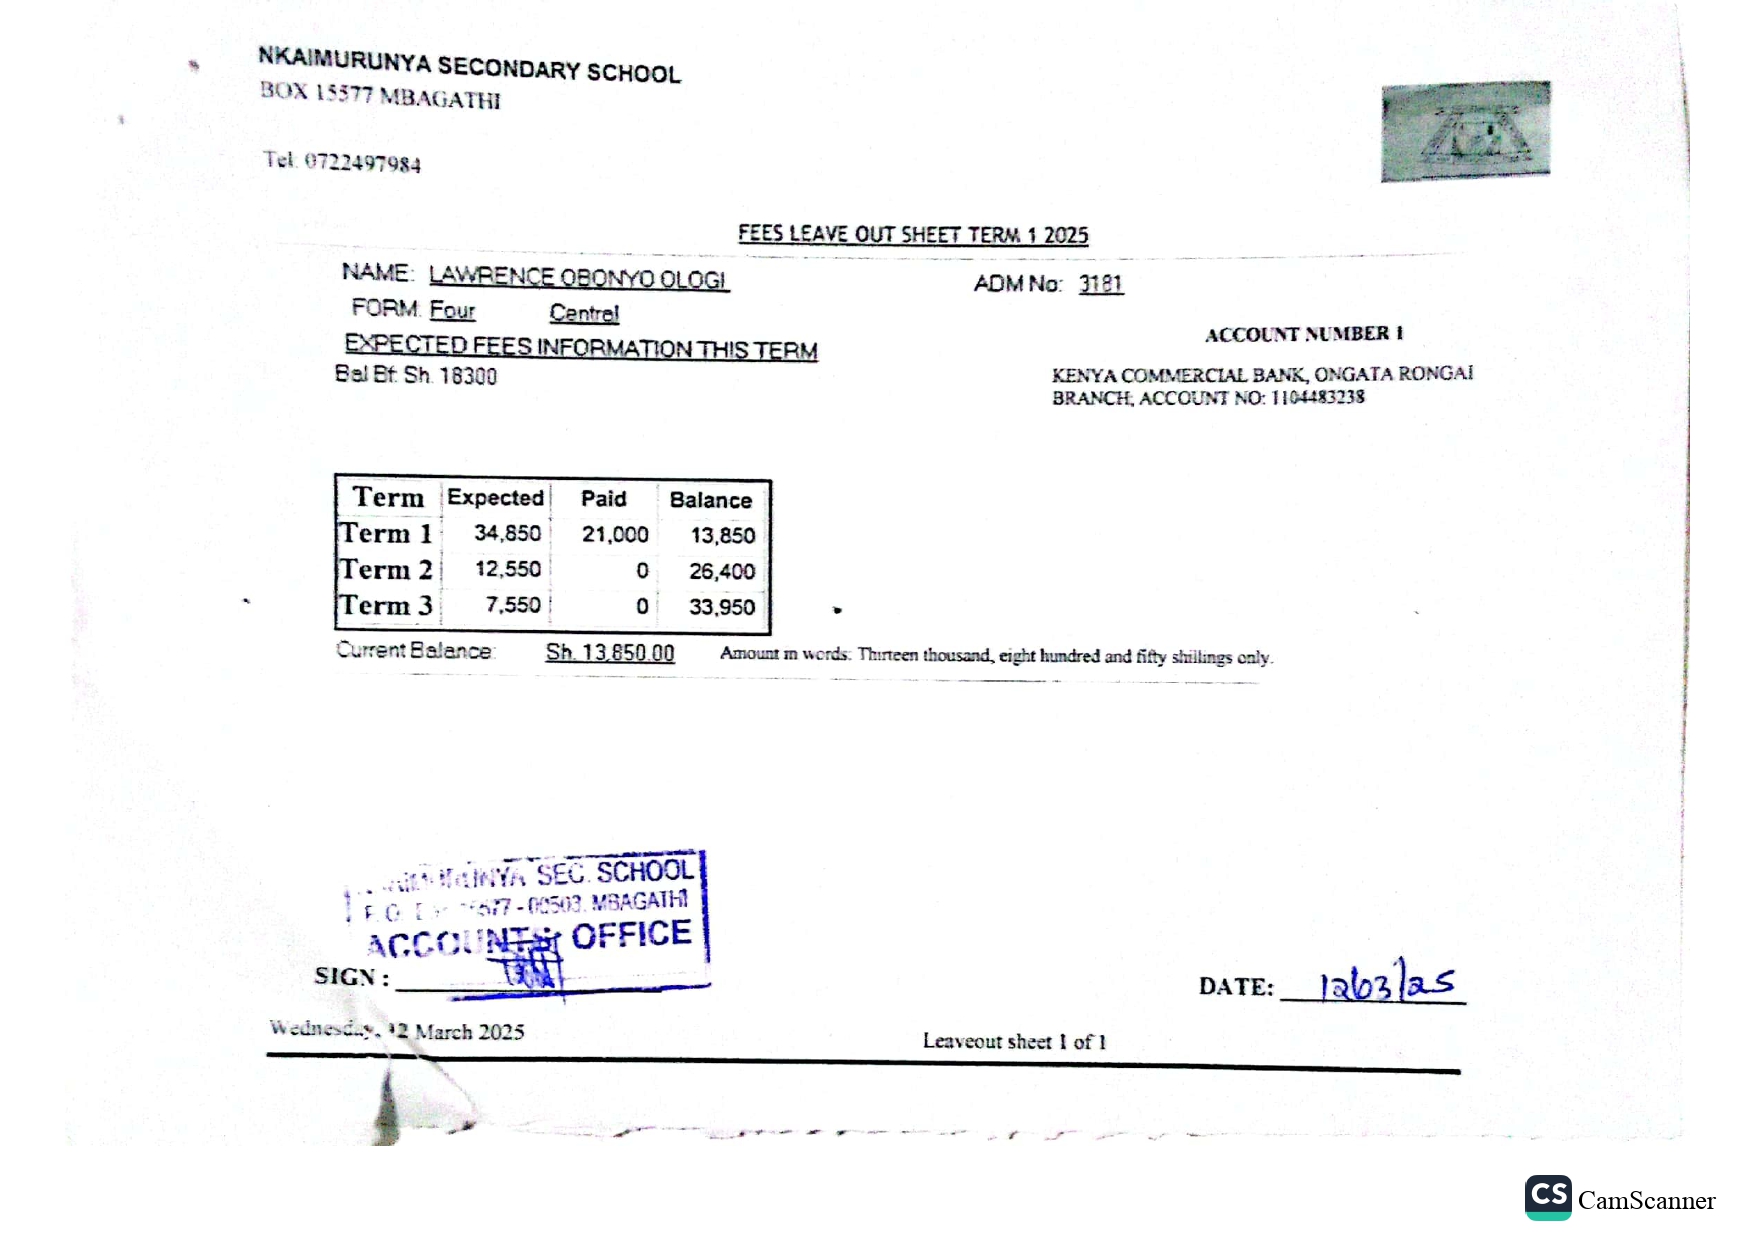 NKAIMURUNYA SECONDARY SCHOOL
BOX 15577 MBAGATHI
Tel: 0722497984
FEES LEAVE OUT SHEET TERM 1 2025
NAME: LAWRENCE OBONYO OLOGI
ADM No: 3181
FORM: Four Central
EXPECTED FEES INFORMATION THIS TERM
Bal Bf: Sh. 18300
ACCOUNT NUMBER 1
KENYA COMMERCIAL BANK, ONGATA RONGAI
BRANCH; ACCOUNT NO: 1104483238
Term Expected Paid Balance
Term 1 34,850 21,000 13,850
Term 2 12,550 0 26,400
Term 3 7,550 0 33,950
Current Balance: Sh. 13,850.00 Amount in words: Thirteen thousand, eight hundred and fifty shillings only.
SEC. SCHOOL
00503, MBAGATHI
ACCOUNTS OFFICE
SIGN:
DATE: 12/03/25
Wednesday, 12 March 2025
Leaveout sheet 1 of 1
CS CamScanner